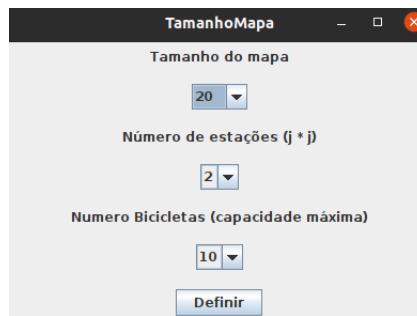 TamanhoMapa
Tamanho do mapa
20
Número de estações (j * j)
2
Numero Bicicletas (capacidade máxima)
10
Definir